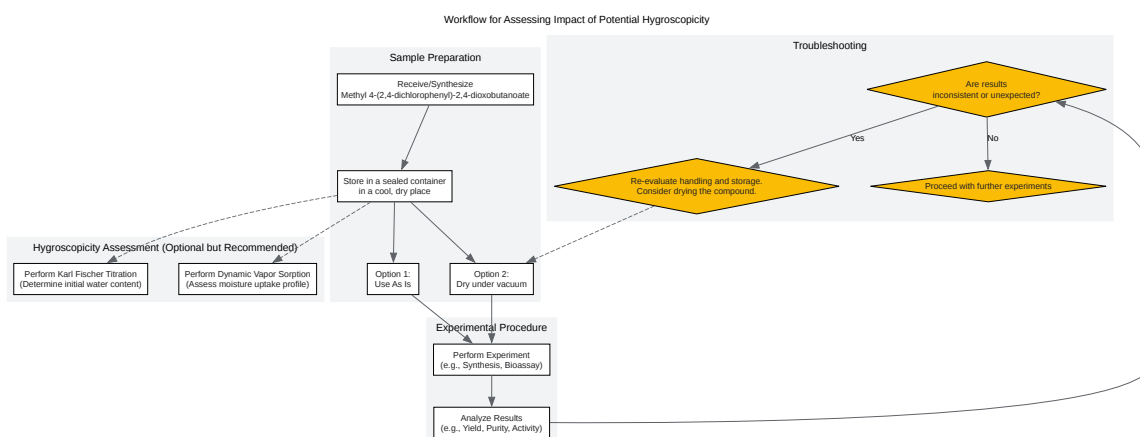 Workflow for Assessing Impact of Potential Hygroscopicity
Sample Preparation
Receive/Synthesize
Methyl 4-(2,4-dichlorophenyl)-2,4-dioxobutanoate
Store in a sealed container
in a cool, dry place
Option 1:
Use As Is
Option 2:
Dry under vacuum
Troubleshooting
Are results
inconsistent or unexpected?
Yes
No
Re-evaluate handling and storage.
Consider drying the compound.
Proceed with further experiments
Hygroscopicity Assessment (Optional but Recommended)
Perform Karl Fischer Titration
(Determine initial water content)
Perform Dynamic Vapor Sorption
(Assess moisture uptake profile)
Experimental Procedure
Perform Experiment
(e.g., Synthesis, Bioassay)
Analyze Results
(e.g., Yield, Purity, Activity)